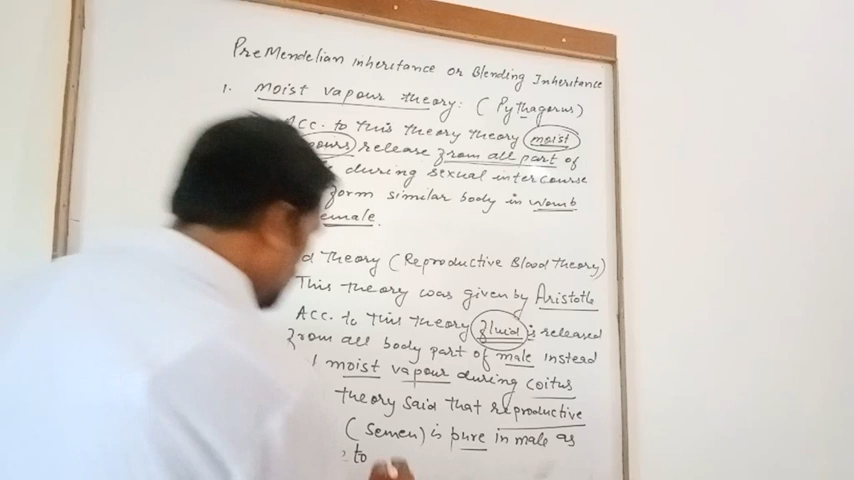 PreMendelian inheritance or Blending Inheritance
1. Moist vapour theory: (Pythagorus)
Acc. to this theory theory moist
release from all part of
during sexual intercourse
form similar body in womb
female.
Theory (Reproductive Blood Theory)
This theory was given by Aristotle
Acc. to this theory fluid is released
from all body part of male instead
moist vapour during coitus
theory said that reproductive
(semen) is pure in male as
to